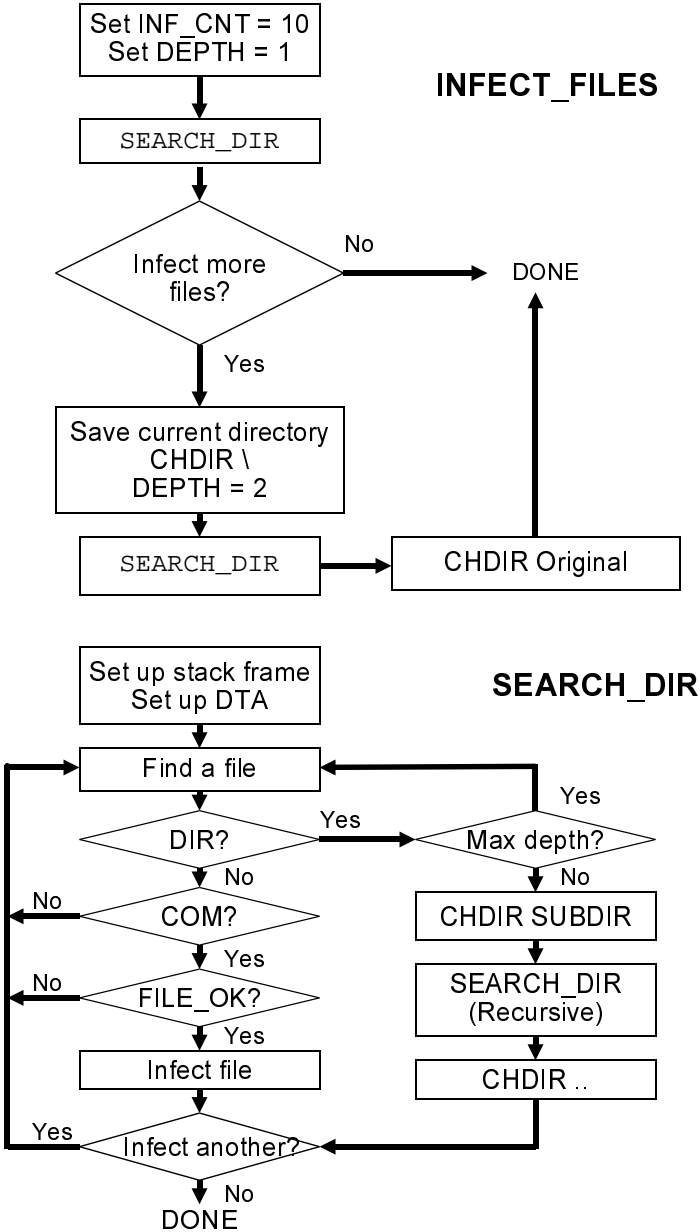 Set INF_CNT = 10
Set DEPTH = 1
INFECT_FILES
SEARCH_DIR
No
Infect more
files?
DONE
Yes
Save current directory
CHDIR \
DEPTH = 2
SEARCH_DIR
CHDIR Original
Set up stack frame
Set up DTA
SEARCH_DIR
Find a file
Yes
Yes
DIR?
Max depth?
No
No
No
COM?
CHDIR SUBDIR
Yes
No
FILE_OK?
SEARCH_DIR
(Recursive)
Yes
Infect file
CHDIR ..
Yes
Infect another?
No
DONE